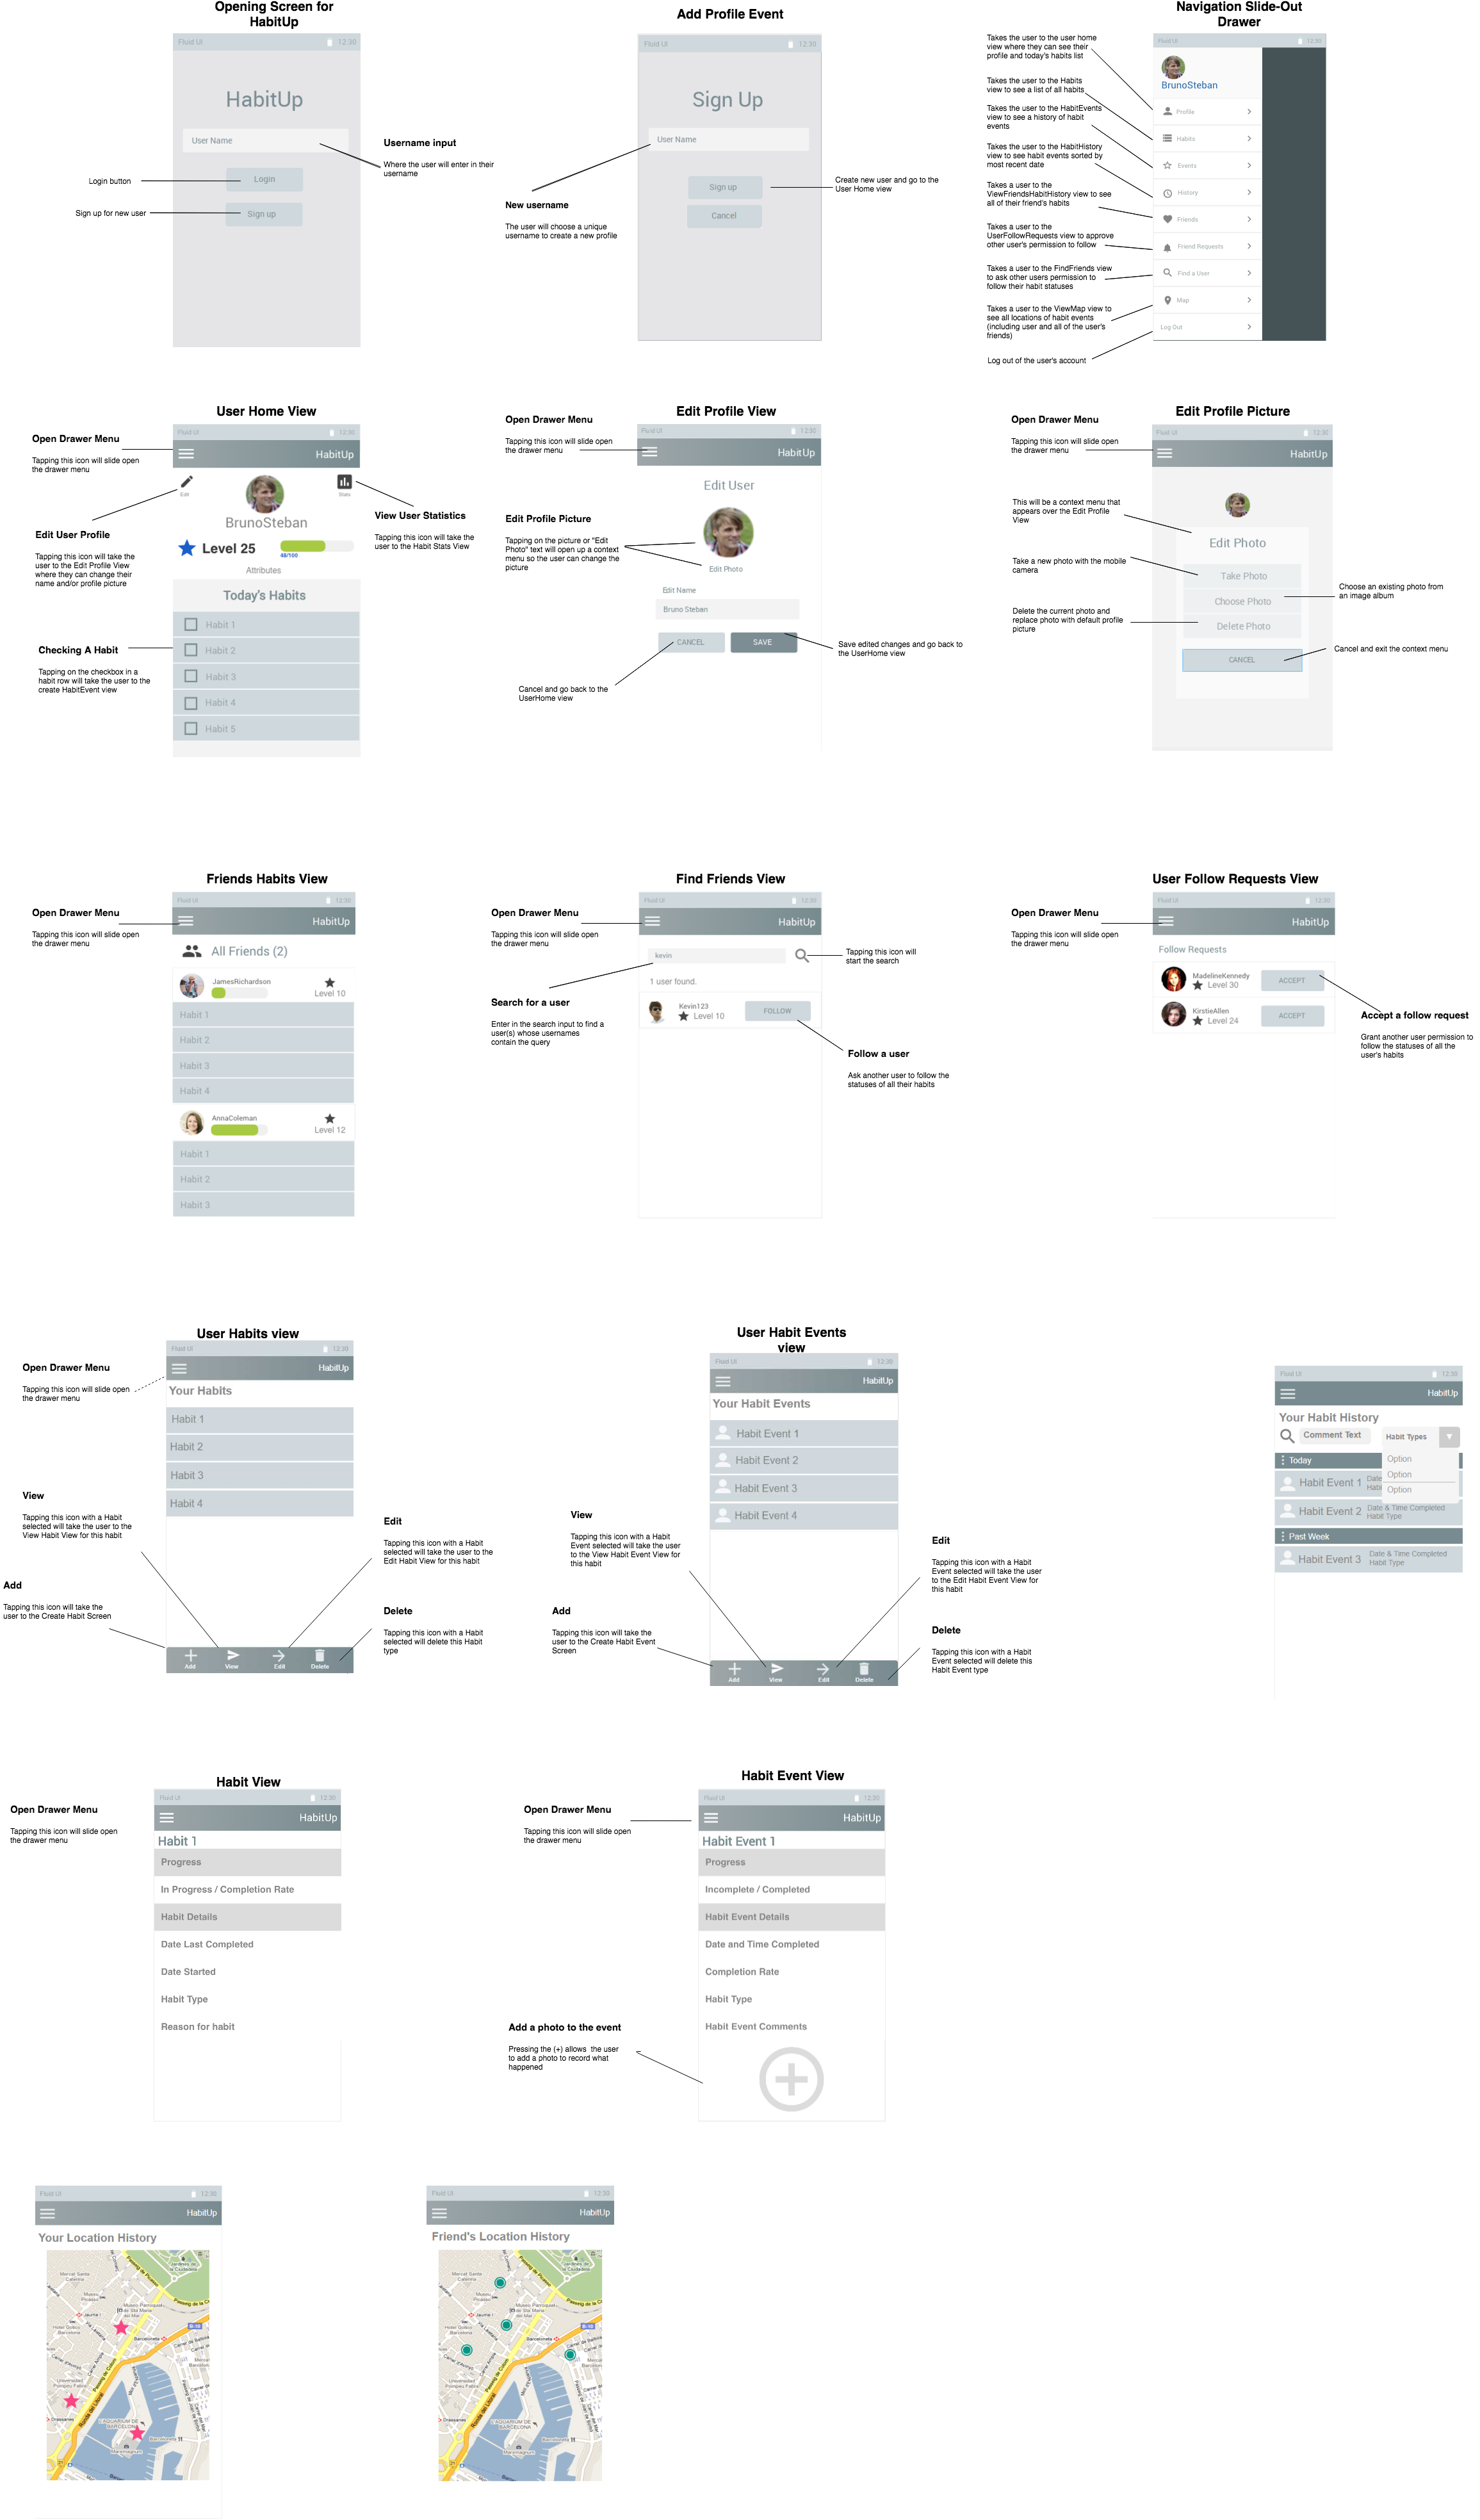 Opening Screen for
HabitUp
Fluid UI 12:30
HabitUp
User Name
Login
Sign up
Username input
Where the user will enter in their
username
Login button
Sign up for new user
Add Profile Event
Fluid UI 12:30
Sign Up
User Name
Sign up
Cancel
New username
The user will choose a unique
username to create a new profile
Create new user and go to the
User Home view
Navigation Slide-Out
Drawer
Fluid UI 12:30
BrunoSteban
Profile
Habits
Events
History
Friends
Friend Requests
Find a User
Map
Log Out
Takes the user to the user home
view where they can see their
profile and today's habits list
Takes the user to the Habits
view to see a list of all habits
Takes the user to the HabitEvents
view to see a history of habit
events
Takes the user to the HabitHistory
view to see habit events sorted by
most recent date
Takes a user to the
ViewFriendsHabitHistory view to see
all of their friend's habits
Takes a user to the
UserFollowRequests view to approve
other user's permission to follow
Takes a user to the FindFriends view
to ask other users permission to
follow their habit statuses
Takes a user to the ViewMap view to
see all locations of habit events
(including user and all of the user's
friends)
Log out of the user's account
User Home View
Open Drawer Menu
Tapping this icon will slide open
the drawer menu
Fluid UI 12:30
HabitUp
Edit
Stats
BrunoSteban
Level 25
48/100
Attributes
Today's Habits
Habit 1
Habit 2
Habit 3
Habit 4
Habit 5
Edit User Profile
Tapping this icon will take the
user to the Edit Profile View
where they can change their
name and/or profile picture
View User Statistics
Tapping this icon will take the
user to the Habit Stats View
Checking A Habit
Tapping on the checkbox in a
habit row will take the user to the
create HabitEvent view
Edit Profile View
Open Drawer Menu
Tapping this icon will slide open
the drawer menu
Fluid UI 12:30
HabitUp
Edit User
Edit Photo
Edit Name
Bruno Steban
CANCEL
SAVE
Edit Profile Picture
Tapping on the picture or "Edit
Photo" text will open up a context
menu so the user can change the
picture
Save edited changes and go back to
the UserHome view
Cancel and go back to the
UserHome view
Edit Profile Picture
Open Drawer Menu
Tapping this icon will slide open
the drawer menu
Fluid UI 12:30
HabitUp
Edit Photo
Take Photo
Choose Photo
Delete Photo
CANCEL
This will be a context menu that
appears over the Edit Profile
View
Take a new photo with the mobile
camera
Choose an existing photo from
an image album
Delete the current photo and
replace photo with default profile
picture
Cancel and exit the context menu
Friends Habits View
Open Drawer Menu
Tapping this icon will slide open
the drawer menu
Fluid UI 12:30
HabitUp
All Friends (2)
JamesRichardson
Level 10
Habit 1
Habit 2
Habit 3
Habit 4
AnnaColeman
Level 12
Habit 1
Habit 2
Habit 3
Find Friends View
Open Drawer Menu
Tapping this icon will slide open
the drawer menu
Fluid UI 12:30
HabitUp
kevin
1 user found.
Kevin123
Level 10
FOLLOW
Tapping this icon will
start the search
Search for a user
Enter in the search input to find a
user(s) whose usernames
contain the query
Follow a user
Ask another user to follow the
statuses of all their habits
User Follow Requests View
Open Drawer Menu
Tapping this icon will slide open
the drawer menu
Fluid UI 12:30
HabitUp
Follow Requests
MadelineKennedy
Level 30
ACCEPT
KirstieAllen
Level 24
ACCEPT
Accept a follow request
Grant another user permission to
follow the statuses of all the
user's habits
User Habits view
Open Drawer Menu
Tapping this icon will slide open
the drawer menu
Fluid UI 12:30
HabitUp
Your Habits
Habit 1
Habit 2
Habit 3
Habit 4
Add View Edit Delete
View
Tapping this icon with a Habit
selected will take the user to the
View Habit View for this habit
Add
Tapping this icon will take the
user to the Create Habit Screen
Edit
Tapping this icon with a Habit
selected will take the user to the
Edit Habit View for this habit
Delete
Tapping this icon with a Habit
selected will delete this Habit
type
User Habit Events
view
Fluid UI 12:30
HabitUp
Your Habit Events
Habit Event 1
Habit Event 2
Habit Event 3
Habit Event 4
Add View Edit Delete
View
Tapping this icon with a Habit
Event selected will take the user
to the View Habit Event View for
this habit
Add
Tapping this icon will take the
user to the Create Habit Event
Screen
Edit
Tapping this icon with a Habit
Event selected will take the user
to the Edit Habit Event View for
this habit
Delete
Tapping this icon with a Habit
Event selected will delete this
Habit Event type
Fluid UI 12:30
HabitUp
Your Habit History
Comment Text
Habit Types
Option
Option
Option
Today
Habit Event 1 Date
Habi
Habit Event 2 Date & Time Completed
Habit Type
Past Week
Habit Event 3 Date & Time Completed
Habit Type
Habit View
Open Drawer Menu
Tapping this icon will slide open
the drawer menu
Fluid UI 12:30
HabitUp
Habit 1
Progress
In Progress / Completion Rate
Habit Details
Date Last Completed
Date Started
Habit Type
Reason for habit
Habit Event View
Open Drawer Menu
Tapping this icon will slide open
the drawer menu
Fluid UI 12:30
HabitUp
Habit Event 1
Progress
Incomplete / Completed
Habit Event Details
Date and Time Completed
Completion Rate
Habit Type
Habit Event Comments
Add a photo to the event
Pressing the (+) allows the user
to add a photo to record what
happened
Fluid UI 12:30
HabitUp
Your Location History
Fluid UI 12:30
HabitUp
Friend's Location History